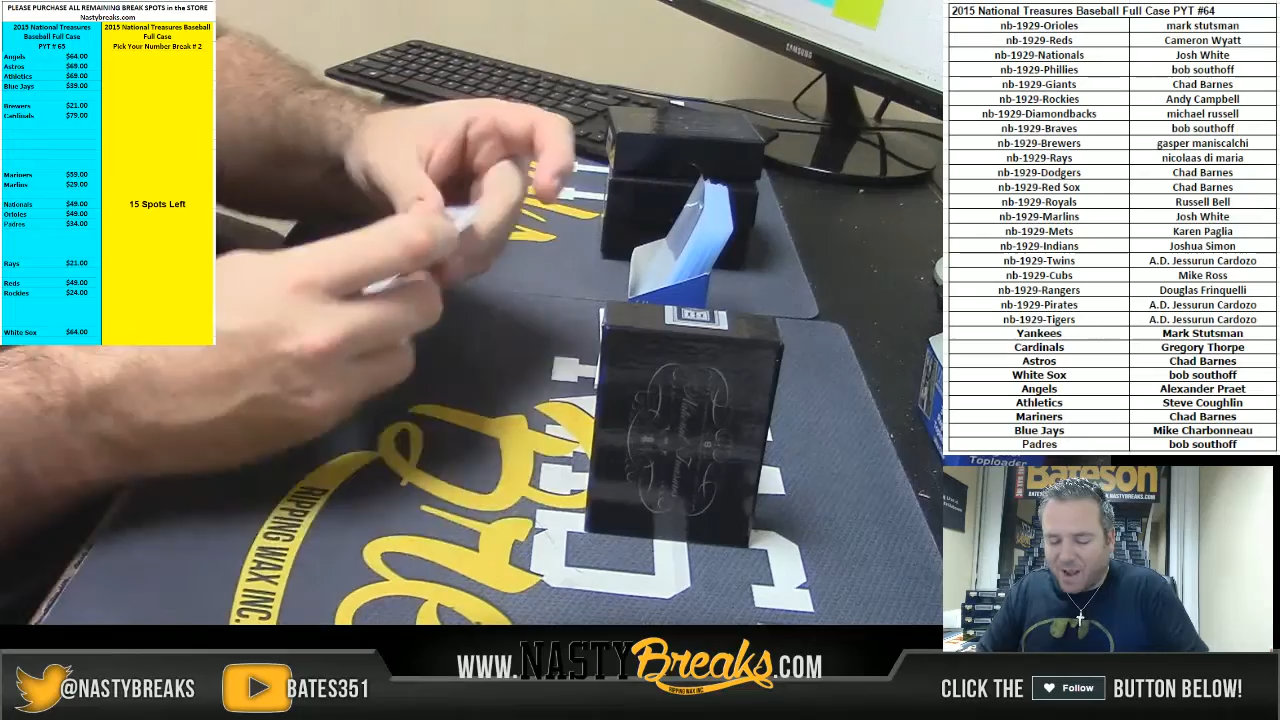 PLEASE PURCHASE ALL REMAINING BREAK SPOTS in the STORE
Nastybreaks.com
2015 National Treasures
Baseball Full Case
PYT # 65
Angels $64.00
Astros $69.00
Athletics $69.00
Blue Jays $39.00
Brewers $21.00
Cardinals $79.00
Mariners $59.00
Marlins $29.00
Nationals $49.00
Orioles $49.00
Padres $34.00
Rays $21.00
Reds $49.00
Rockies $24.00
White Sox $64.00
2015 National Treasures Baseball
Full Case
Pick Your Number Break # 2
15 Spots Left
SAMSUNG
RIPPING WAX INC.
National
Treasures
2015 National Treasures Baseball Full Case PYT #64
nb-1929-Orioles mark stutsman
nb-1929-Reds Cameron Wyatt
nb-1929-Nationals Josh White
nb-1929-Phillies bob southoff
nb-1929-Giants Chad Barnes
nb-1929-Rockies Andy Campbell
nb-1929-Diamondbacks michael russell
nb-1929-Braves bob southoff
nb-1929-Brewers gasper maniscalchi
nb-1929-Rays nicolaas di maria
nb-1929-Dodgers Chad Barnes
nb-1929-Red Sox Chad Barnes
nb-1929-Royals Russell Bell
nb-1929-Marlins Josh White
nb-1929-Mets Karen Paglia
nb-1929-Indians Joshua Simon
nb-1929-Twins A.D. Jessurun Cardozo
nb-1929-Cubs Mike Ross
nb-1929-Rangers Douglas Frinquelli
nb-1929-Pirates A.D. Jessurun Cardozo
nb-1929-Tigers A.D. Jessurun Cardozo
Yankees Mark Stutsman
Cardinals Gregory Thorpe
Astros Chad Barnes
White Sox bob southoff
Angels Alexander Praet
Athletics Steve Coughlin
Mariners Chad Barnes
Blue Jays Mike Charbonneau
Padres bob southoff
Toploader
Bateson
@NASTYBREAKS
BATES351
WWW.NASTYBreaks.COM
RIPPING WAX INC
CLICK THE Follow BUTTON BELOW!